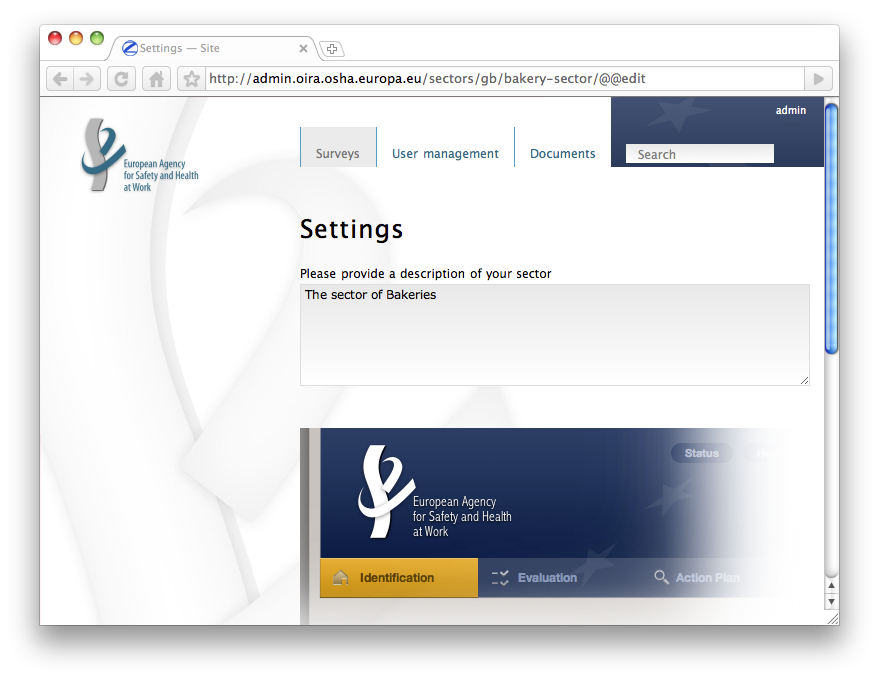 Settings — Site
http://admin.oira.osha.europa.eu/sectors/gb/bakery-sector/@@edit
admin
European Agency
for Safety and Health
at Work
Surveys
User management
Documents
Search
Settings
Please provide a description of your sector
The sector of Bakeries
Status
European Agency
for Safety and Health
at Work
Identification
Evaluation
Action Plan